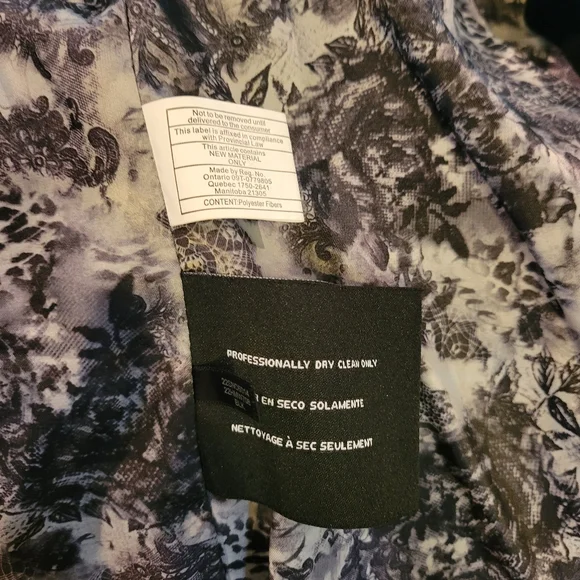 Not to be removed until
delivered to the consumer
This label is affixed in compliance
with Provincial Law
This article contains
NEW MATERIAL
ONLY
Made by Reg. No.
Ontario 09T-0779805
Quebec 1750-2641
Manitoba 21305
CONTENT:Polyester Fibers
PROFESSIONALLY DRY CLEAN ONLY
EN SECO SOLAMENTE
NETTOYAGE À SEC SEULEMENT